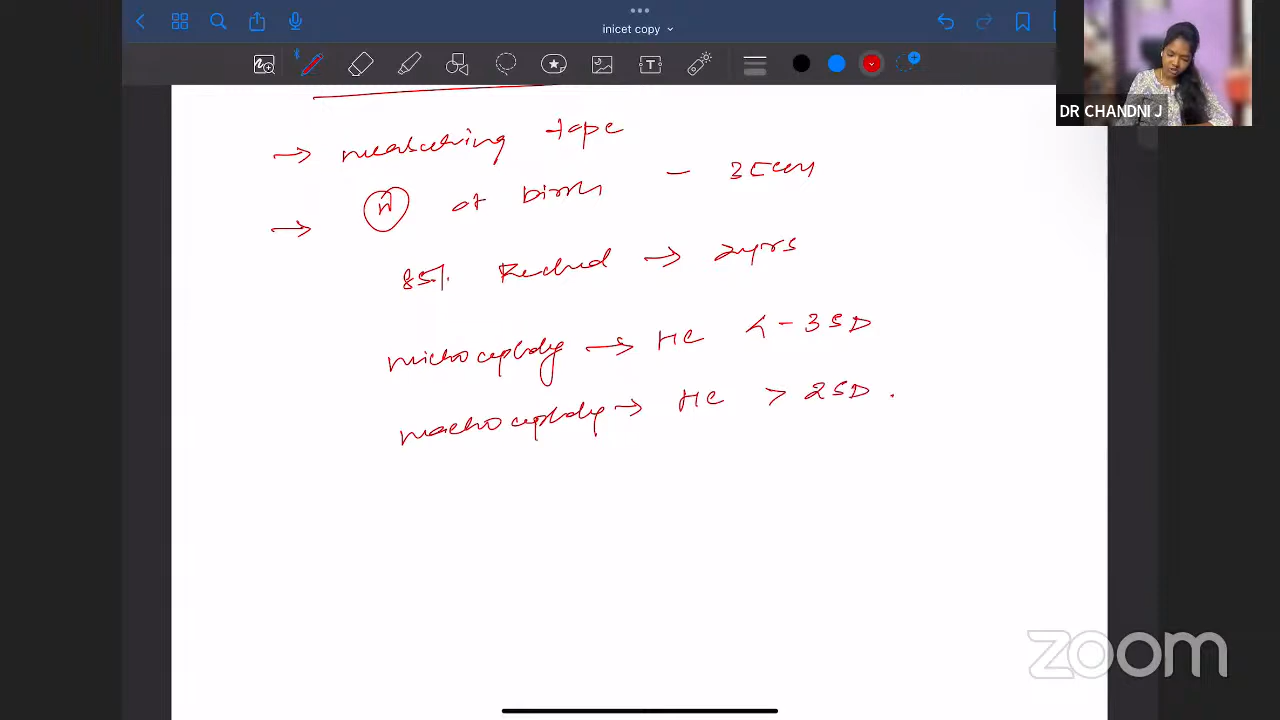 inicet copy
DR CHANDNI J
→ measuring tape
→ (N) at birth - 35cm
85% Reached → 2yrs
microcephaly → HC < - 3SD
macrocephaly → HC > 2SD.
zoom